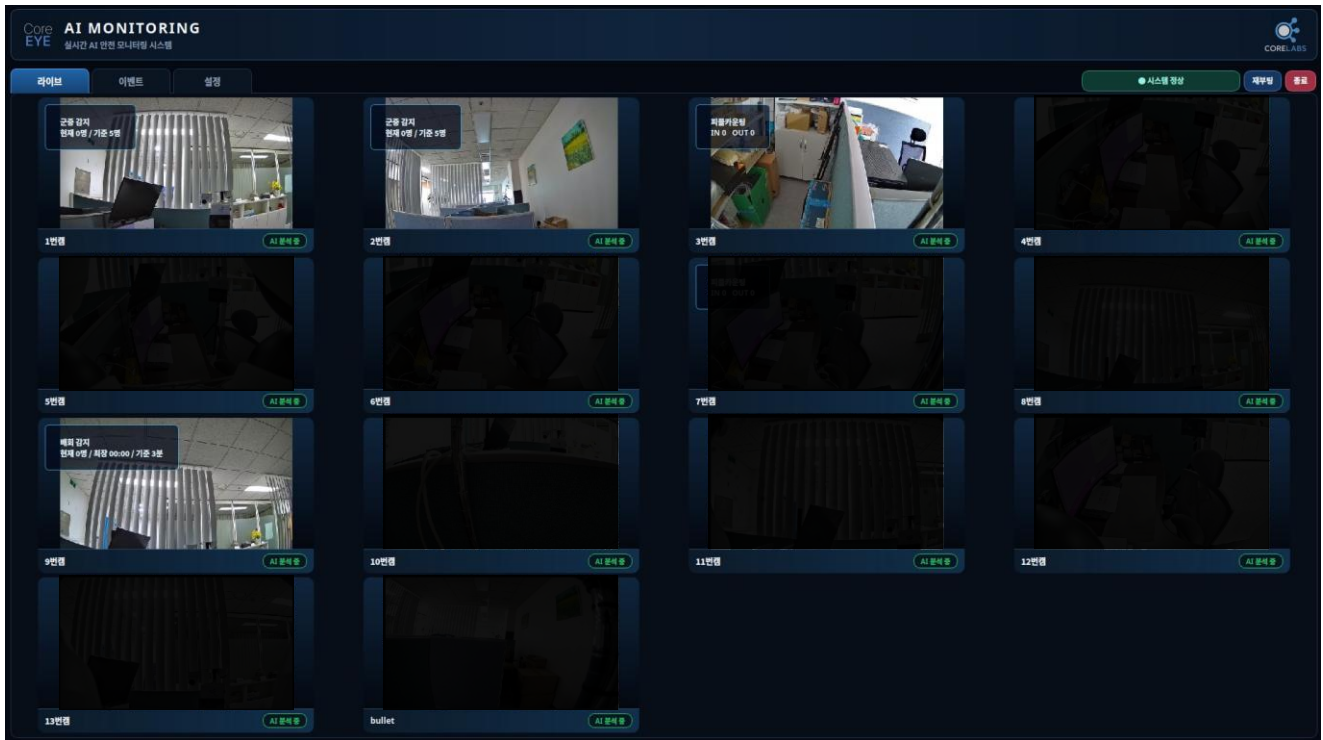 Core EYE
AI MONITORING
실시간 AI 안전 모니터링 시스템
CORELABS
라이브
이벤트
설정
시스템 정상
재부팅
종료
군중 감지
현재 0명 / 기준 5명
1번캠
AI 분석 중
군중 감지
현재 0명 / 기준 5명
2번캠
AI 분석 중
피플카운팅
IN 0 OUT 0
3번캠
AI 분석 중
4번캠
AI 분석 중
5번캠
AI 분석 중
6번캠
AI 분석 중
피플카운팅
7번캠
AI 분석 중
8번캠
AI 분석 중
배회 감지
현재 0명 / 최장 00:00 / 기준 3분
9번캠
AI 분석 중
10번캠
AI 분석 중
11번캠
AI 분석 중
12번캠
AI 분석 중
13번캠
AI 분석 중
bullet
AI 분석 중